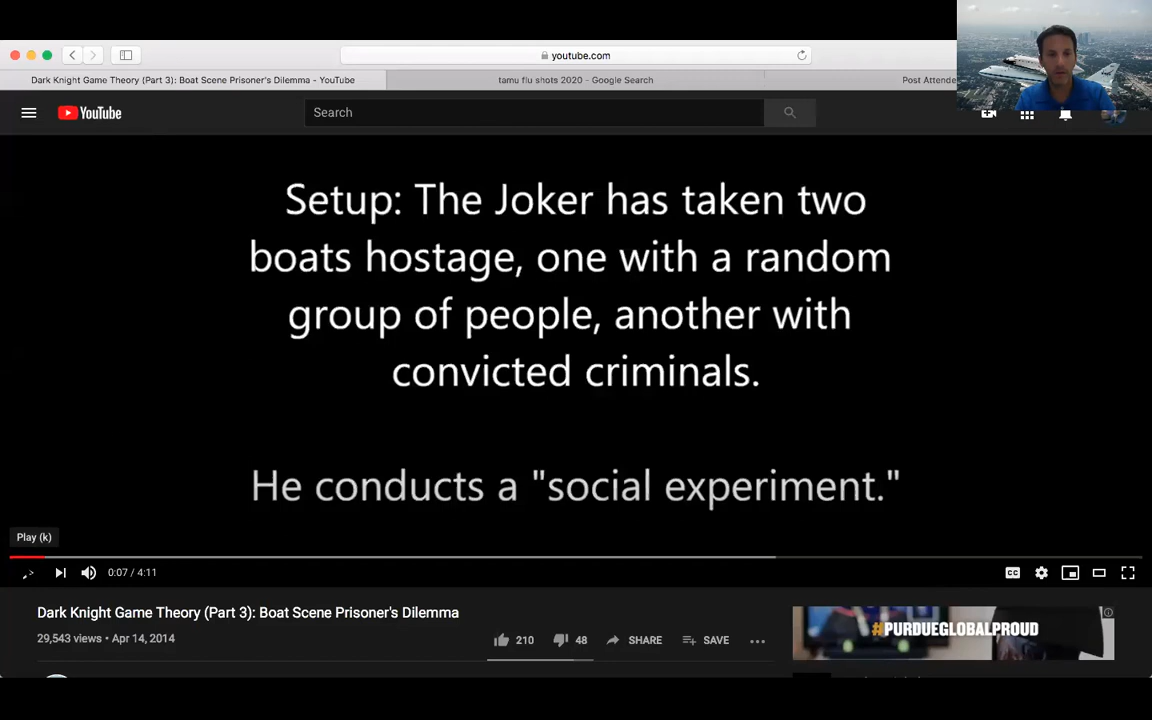 youtube.com
Dark Knight Game Theory (Part 3): Boat Scene Prisoner's Dilemma - YouTube
tamu flu shots 2020 - Google Search
Post Attende
YouTube
Search
Setup: The Joker has taken two
boats hostage, one with a random
group of people, another with
convicted criminals.
He conducts a "social experiment."
Play (k)
0:07 / 4:11
CC
Dark Knight Game Theory (Part 3): Boat Scene Prisoner's Dilemma
29,543 views • Apr 14, 2014
210
48
SHARE
SAVE
#PURDUEGLOBALPROUD